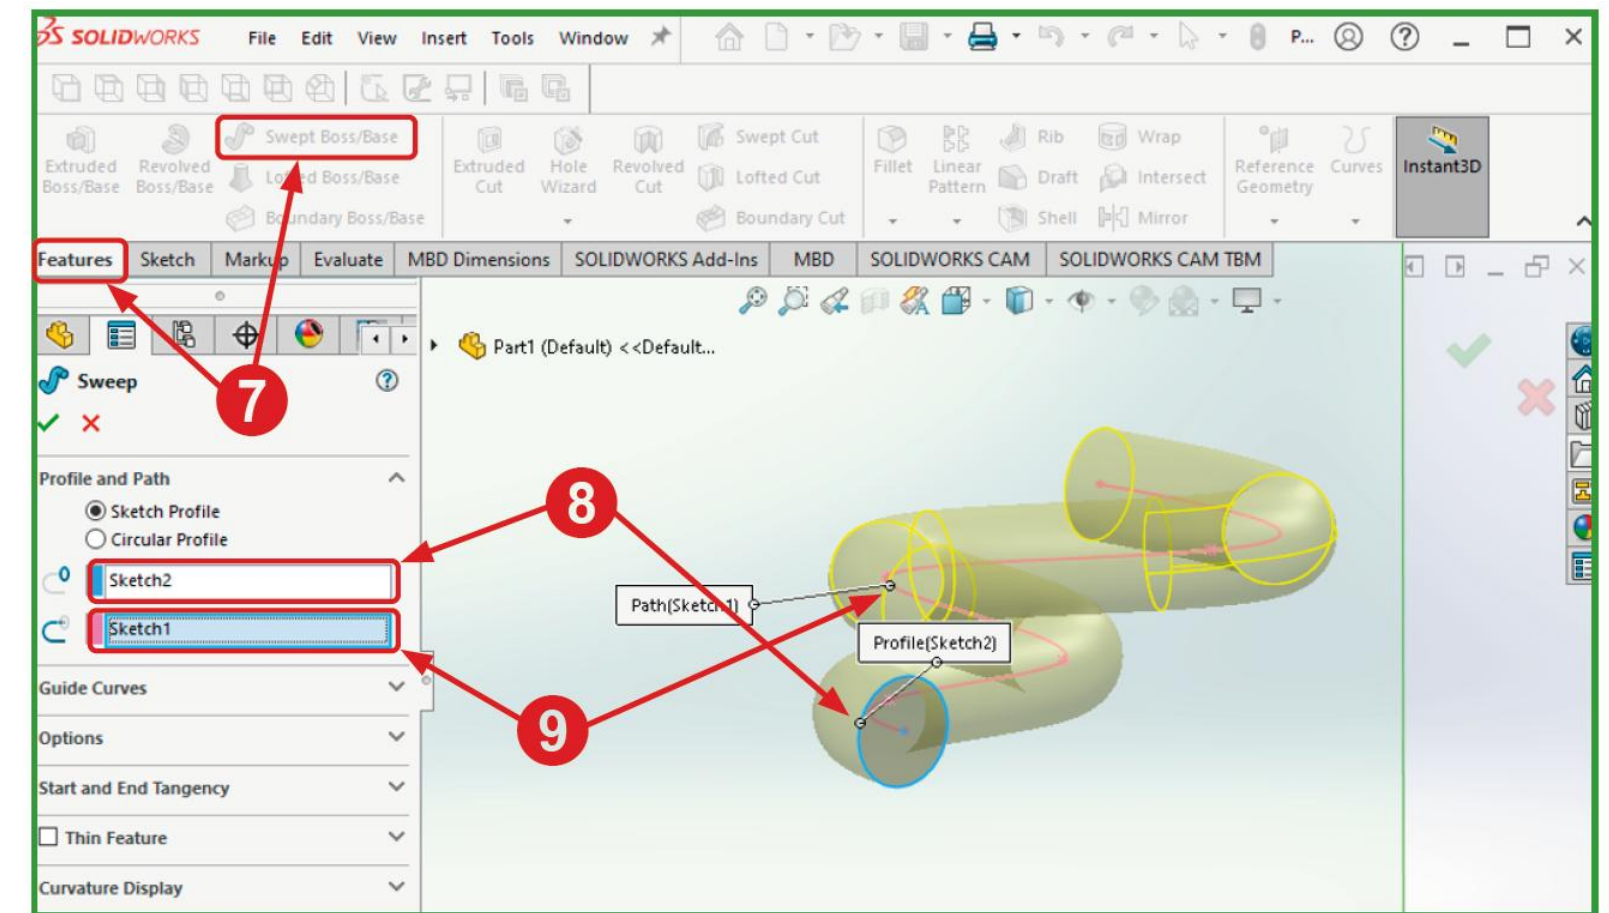 SOLIDWORKS File Edit View Insert Tools Window P...
Swept Boss/Base Swept Cut Rib Wrap
Extruded Boss/Base Revolved Boss/Base Lofted Boss/Base Extruded Cut Hole Wizard Revolved Cut Lofted Cut Fillet Linear Pattern Draft Intersect Reference Geometry Curves Instant3D
Boundary Boss/Base Boundary Cut Shell Mirror
Features Sketch Markup Evaluate MBD Dimensions SOLIDWORKS Add-Ins MBD SOLIDWORKS CAM SOLIDWORKS CAM TBM
Part1 (Default) <<Default...
Sweep
7
Profile and Path
Sketch Profile
8
Circular Profile
Sketch2
Path(Sketch1)
Sketch1
Profile(Sketch2)
Guide Curves
9
Options
Start and End Tangency
Thin Feature
Curvature Display